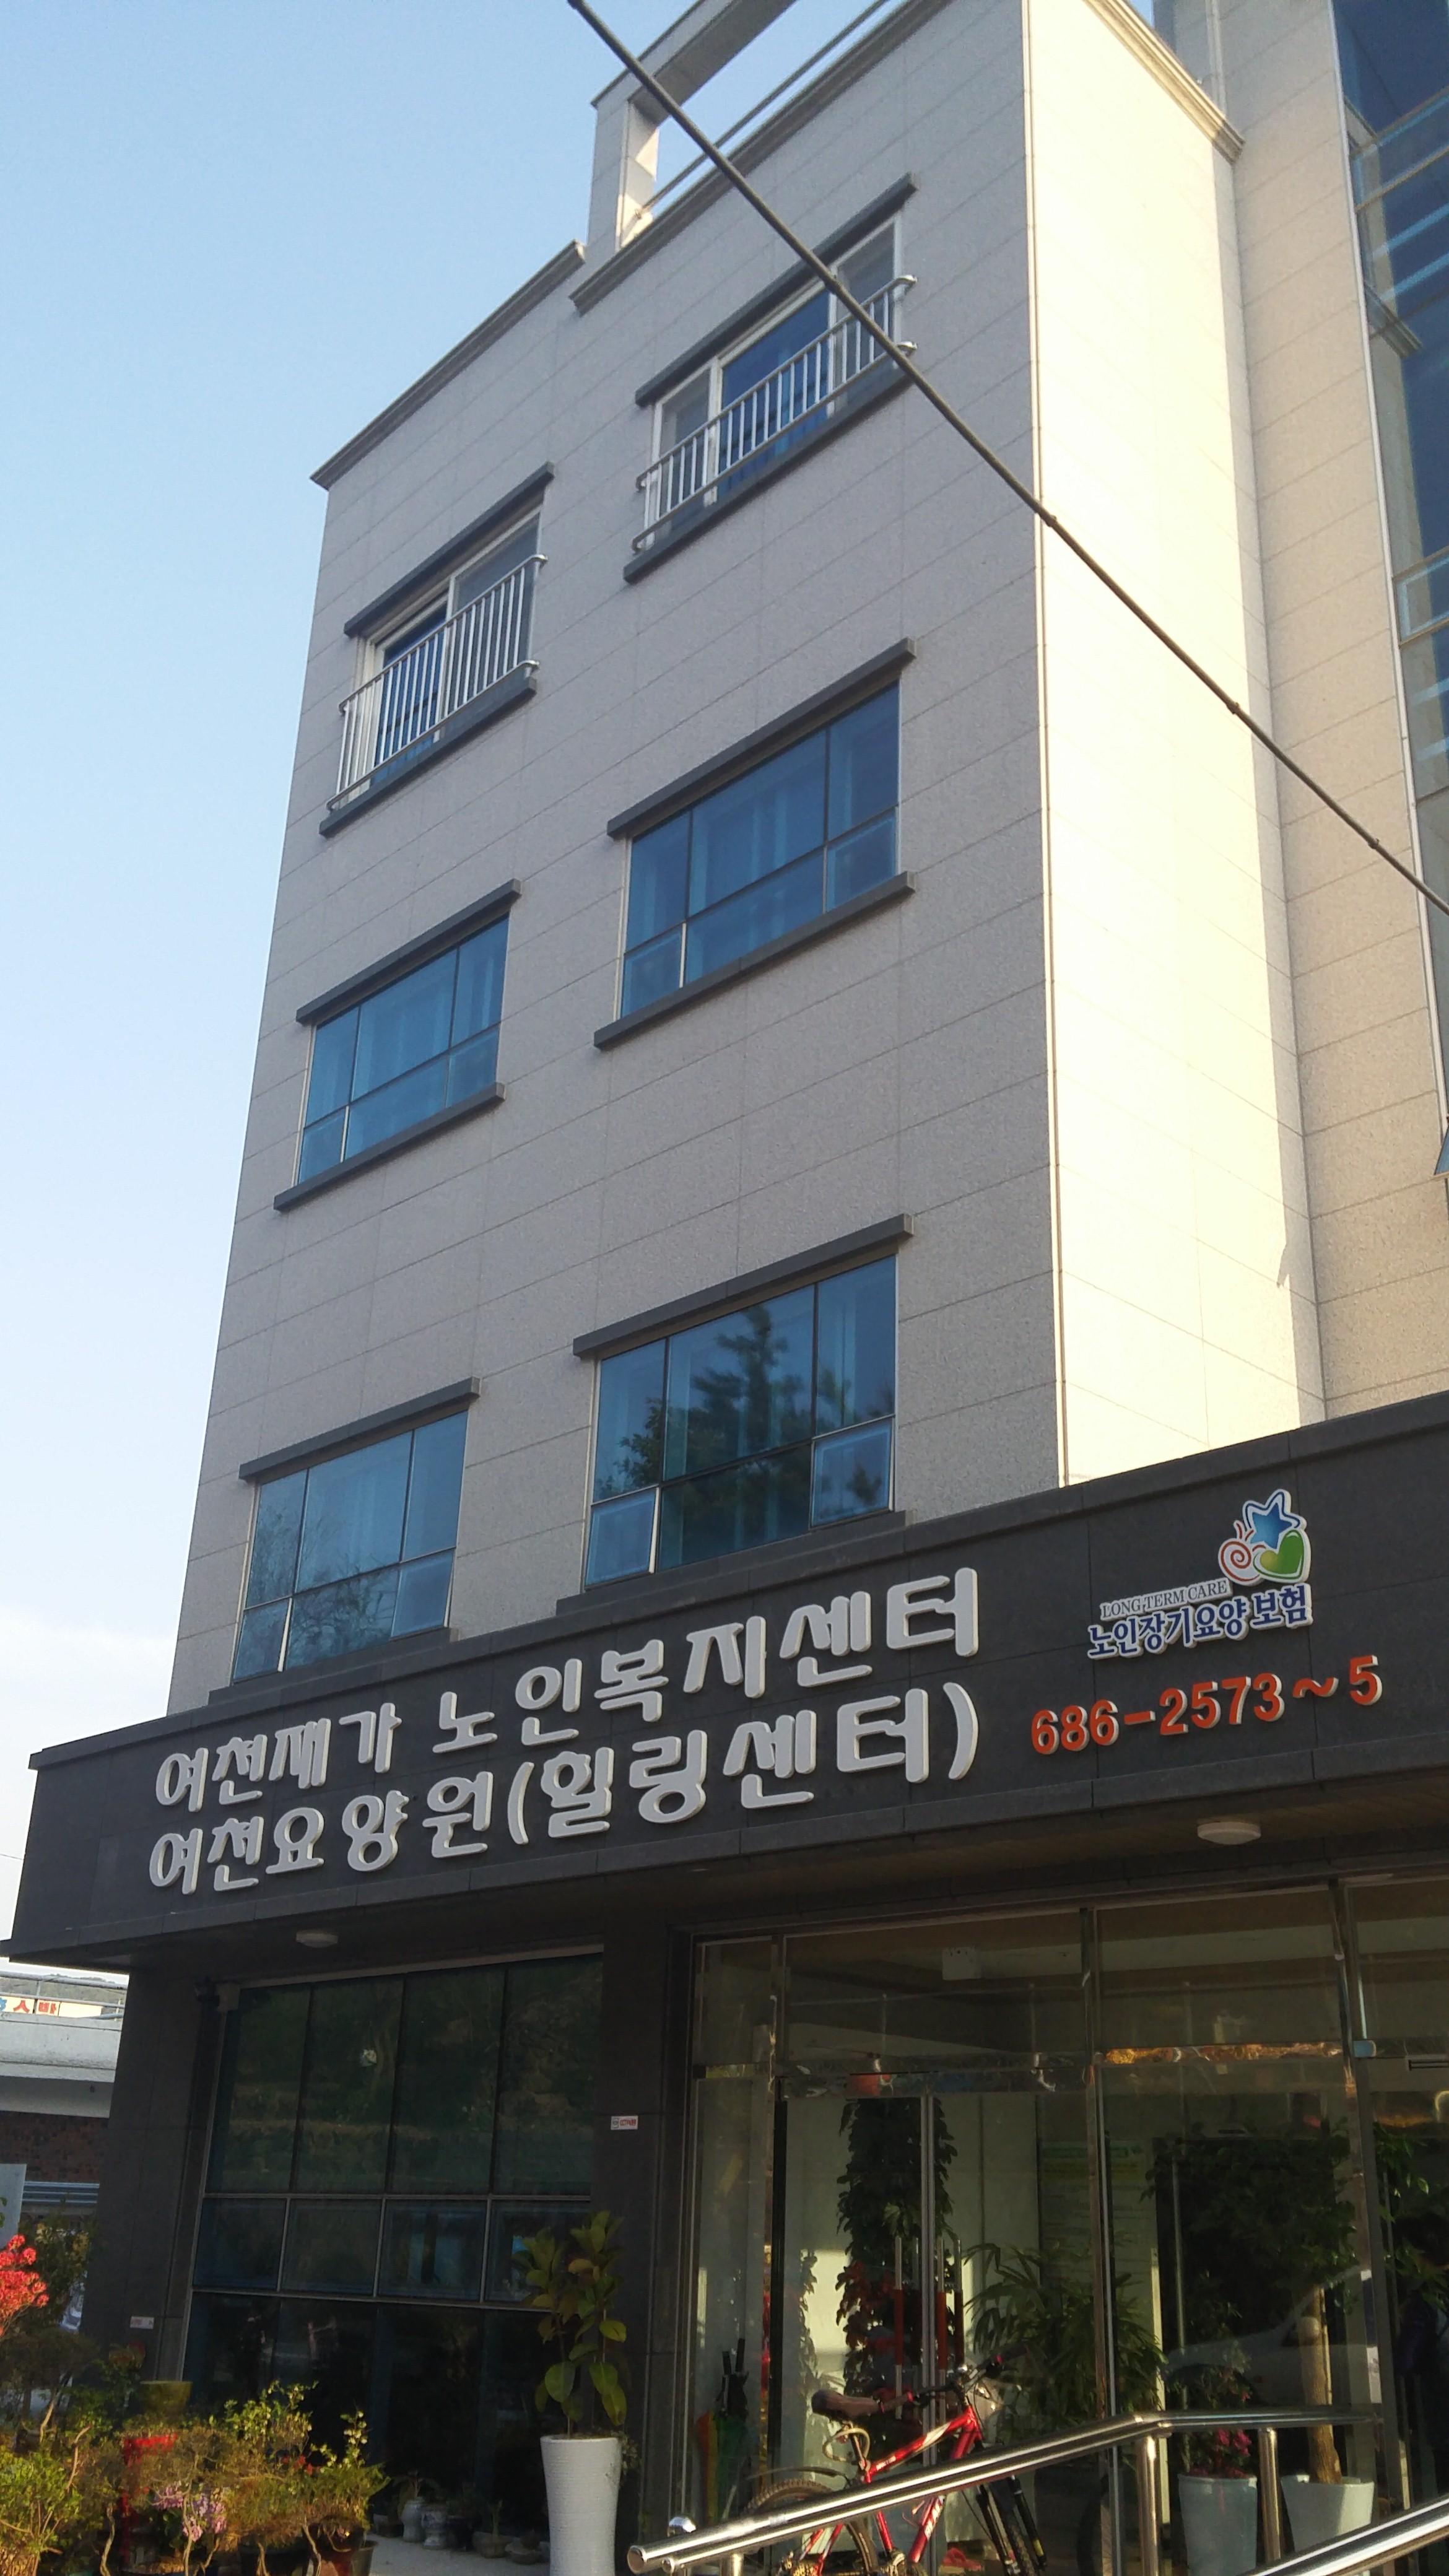 여천재가 노인복지센터
여천요양원(힐링센터)
LONG TERM CARE
노인장기요양보험
686-2573~5